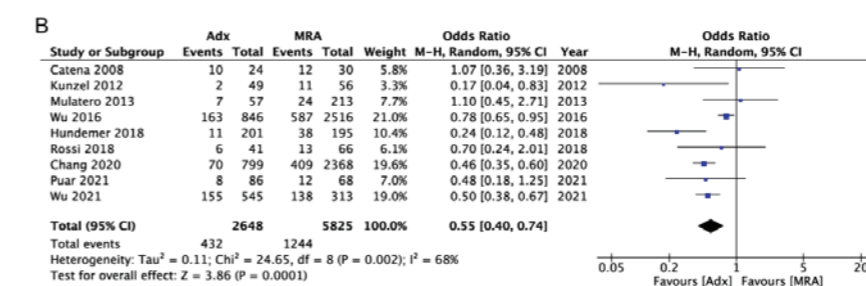 B
Adx MRA Odds Ratio Odds Ratio
Study or Subgroup Events Total Events Total Weight M-H, Random, 95% CI Year M-H, Random, 95% CI
Catena 2008 10 24 12 30 5.8% 1.07 [0.36, 3.19] 2008
Kunzel 2012 2 49 11 56 3.3% 0.17 [0.04, 0.83] 2012
Mulatero 2013 7 57 24 213 7.7% 1.10 [0.45, 2.71] 2013
Wu 2016 163 846 587 2516 21.0% 0.78 [0.65, 0.95] 2016
Hundemer 2018 11 201 38 195 10.4% 0.24 [0.12, 0.48] 2018
Rossi 2018 6 41 13 66 6.1% 0.70 [0.24, 2.01] 2018
Chang 2020 70 799 409 2368 19.6% 0.46 [0.35, 0.60] 2020
Puar 2021 8 86 12 68 7.0% 0.48 [0.18, 1.25] 2021
Wu 2021 155 545 138 313 19.0% 0.50 [0.38, 0.67] 2021
Total (95% CI) 2648 5825 100.0% 0.55 [0.40, 0.74]
Total events 432 1244
Heterogeneity: Tau² = 0.11; Chi² = 24.65, df = 8 (P = 0.002); I² = 68%
Test for overall effect: Z = 3.86 (P = 0.0001)
0.05 0.2 1 5 20
Favours [Adx] Favours [MRA]